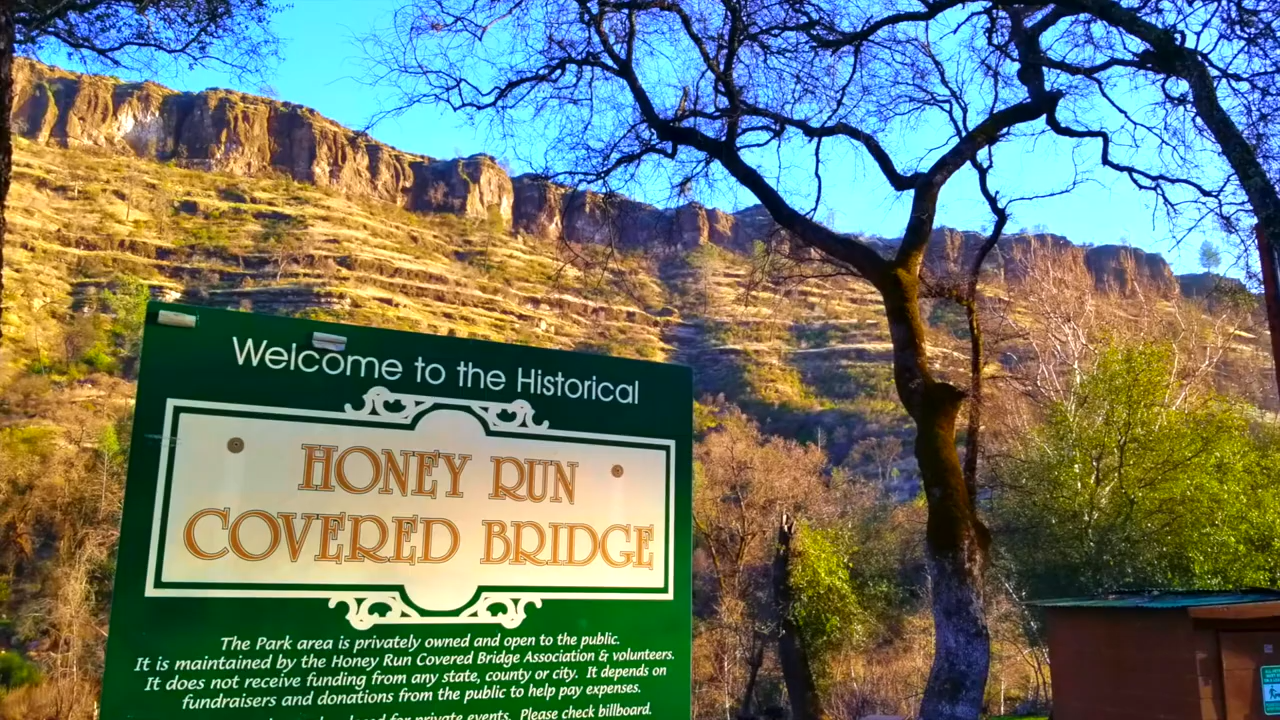 Welcome to the Historical
HONEY RUN
COVERED BRIDGE
The Park area is privately owned and open to the public.
It is maintained by the Honey Run Covered Bridge Association & volunteers.
It does not receive funding from any state, county or city. It depends on
fundraisers and donations from the public to help pay expenses.
for private events. Please check billboard.